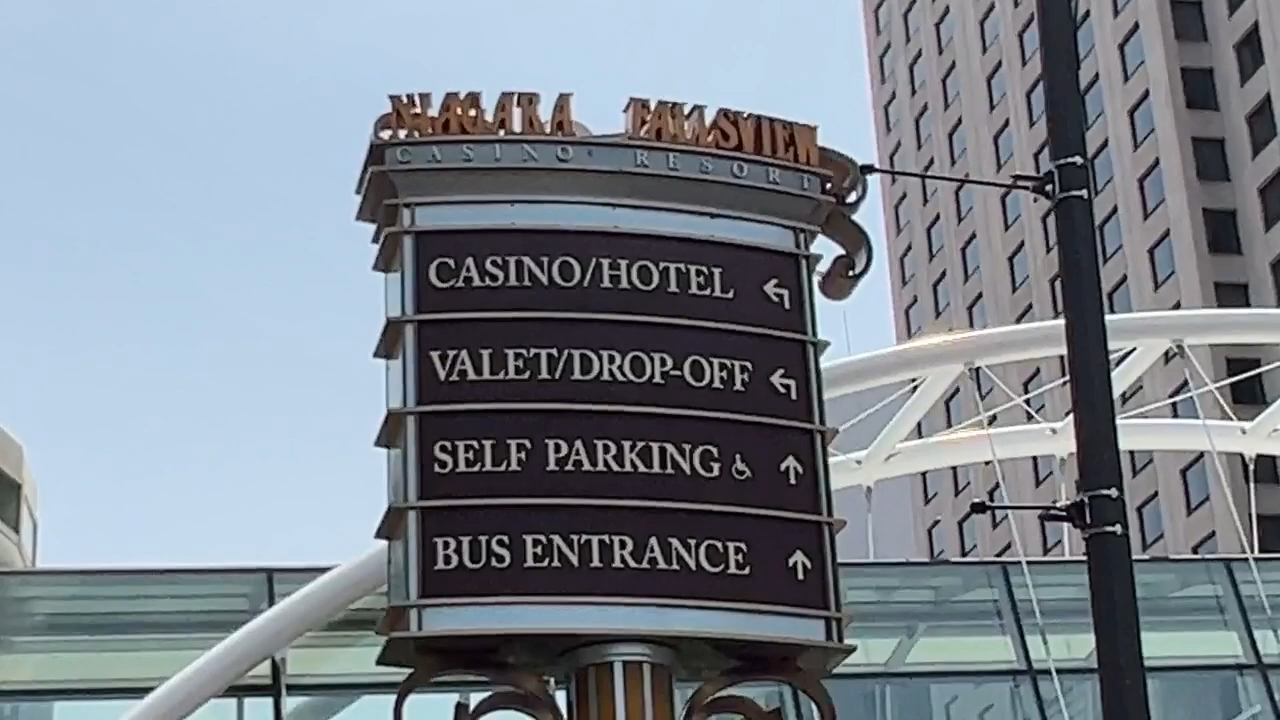 NIAGARA FALLSVIEW
CASINO RESORT
CASINO/HOTEL
VALET/DROP-OFF
SELF PARKING
BUS ENTRANCE